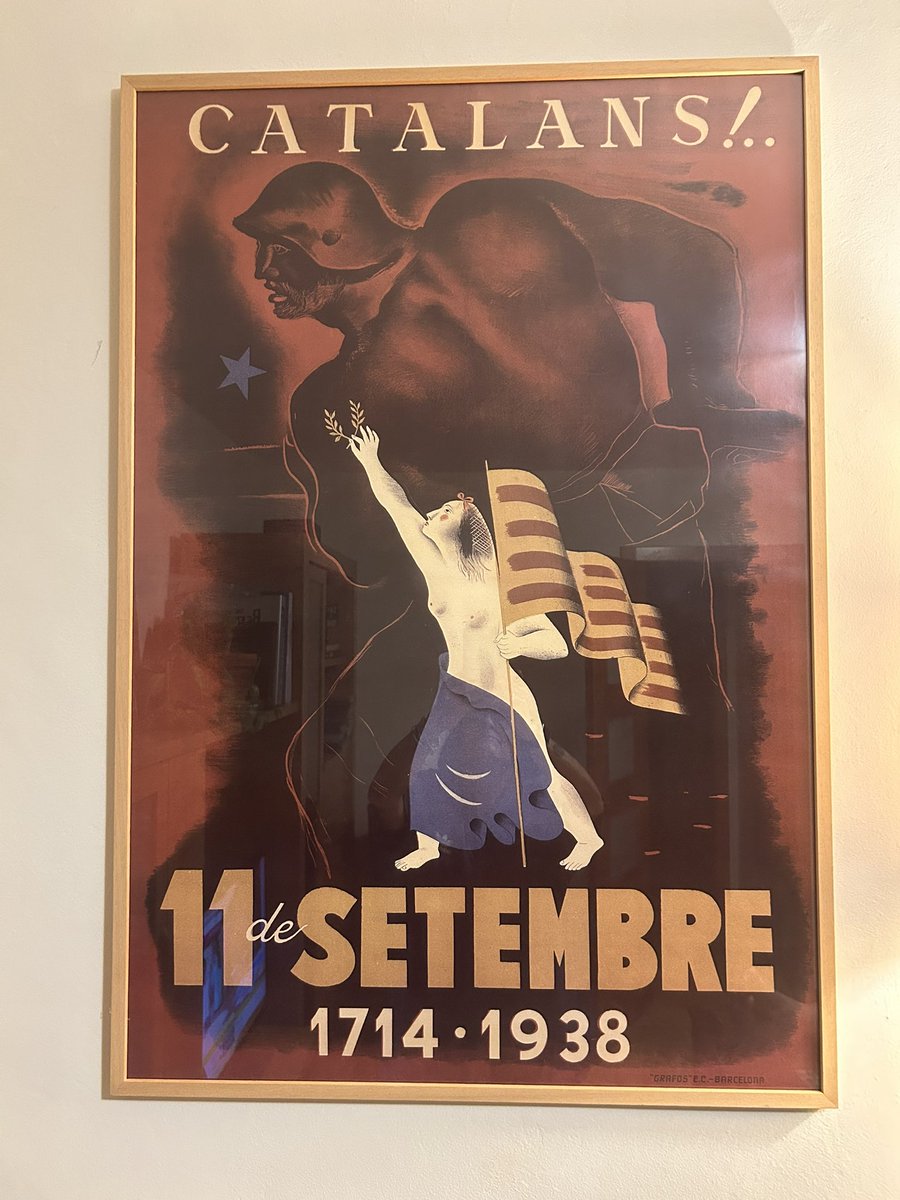 CATALANS!..
11 de SETEMBRE
1714·1938
"GRAFOS" E.C.-BARCELONA